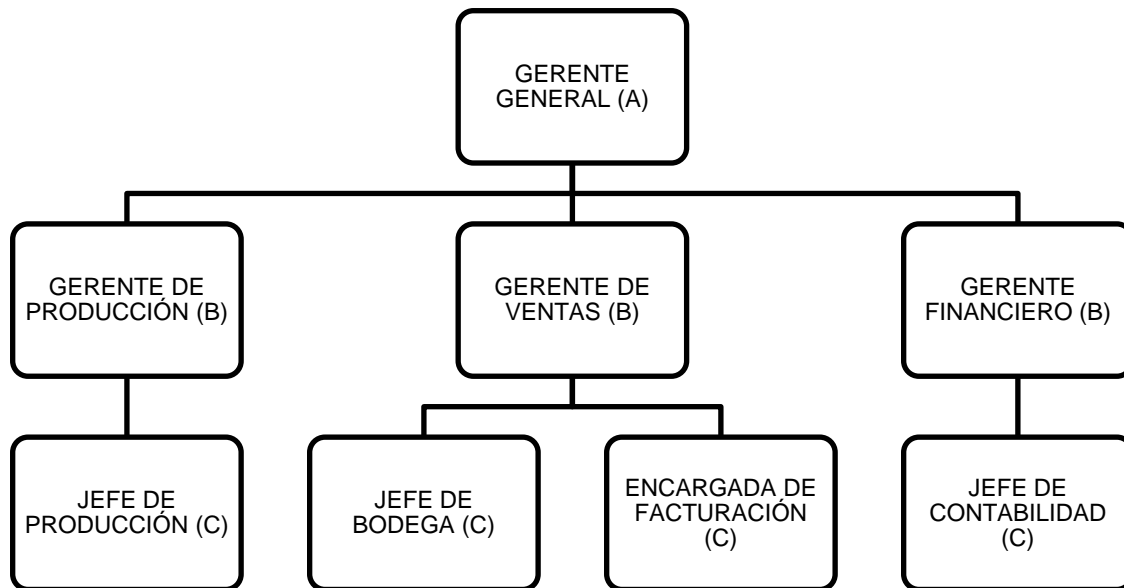 GERENTE
GENERAL (A)
GERENTE DE
PRODUCCIÓN (B)
GERENTE DE
VENTAS (B)
GERENTE
FINANCIERO (B)
JEFE DE
PRODUCCIÓN (C)
JEFE DE
BODEGA (C)
ENCARGADA DE
FACTURACIÓN
(C)
JEFE DE
CONTABILIDAD
(C)